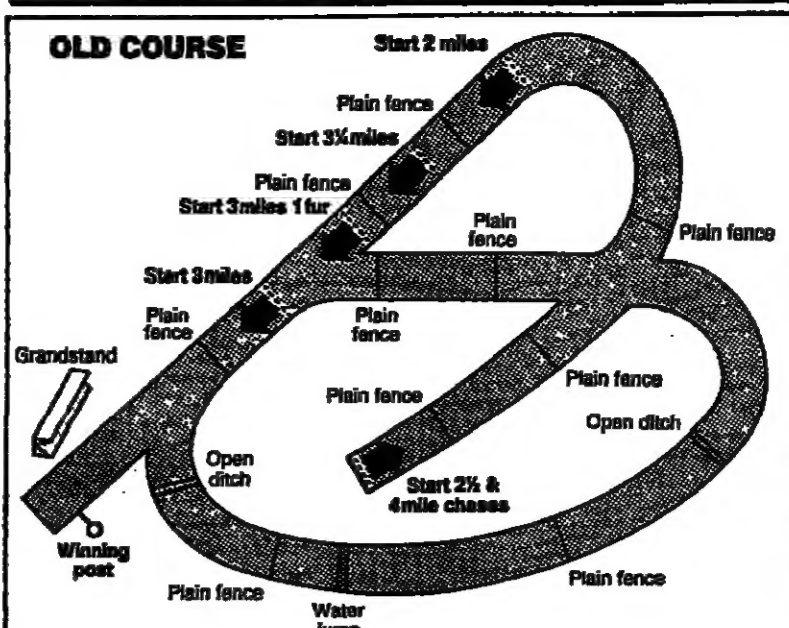 OLD COURSE
Start 2 miles
Plain fence
Start 3¼ miles
Plain fence
Start 3miles 1 fur
Plain
fence
Plain fence
Start 3miles
Plain
fence
Plain
fence
Grandstand
Plain fence
Plain fence
Open ditch
Open
ditch
Start 2½ &
4mile chases
Winning
post
Plain fence
Plain fence
Water
jump